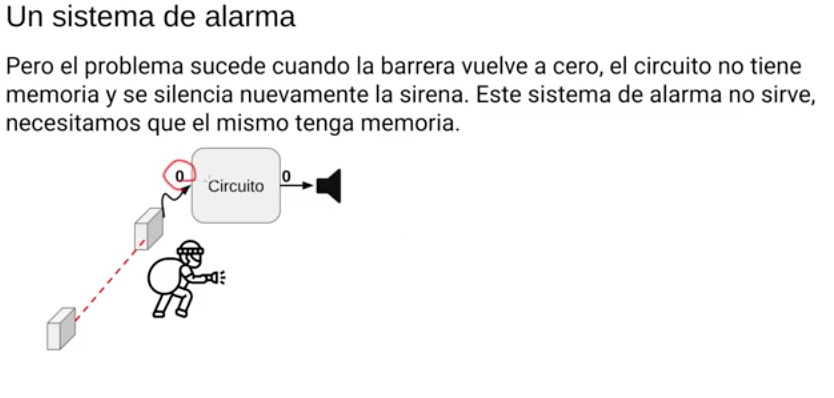 Un sistema de alarma
Pero el problema sucede cuando la barrera vuelve a cero, el circuito no tiene
memoria y se silencia nuevamente la sirena. Este sistema de alarma no sirve,
necesitamos que el mismo tenga memoria.
0
Circuito
0